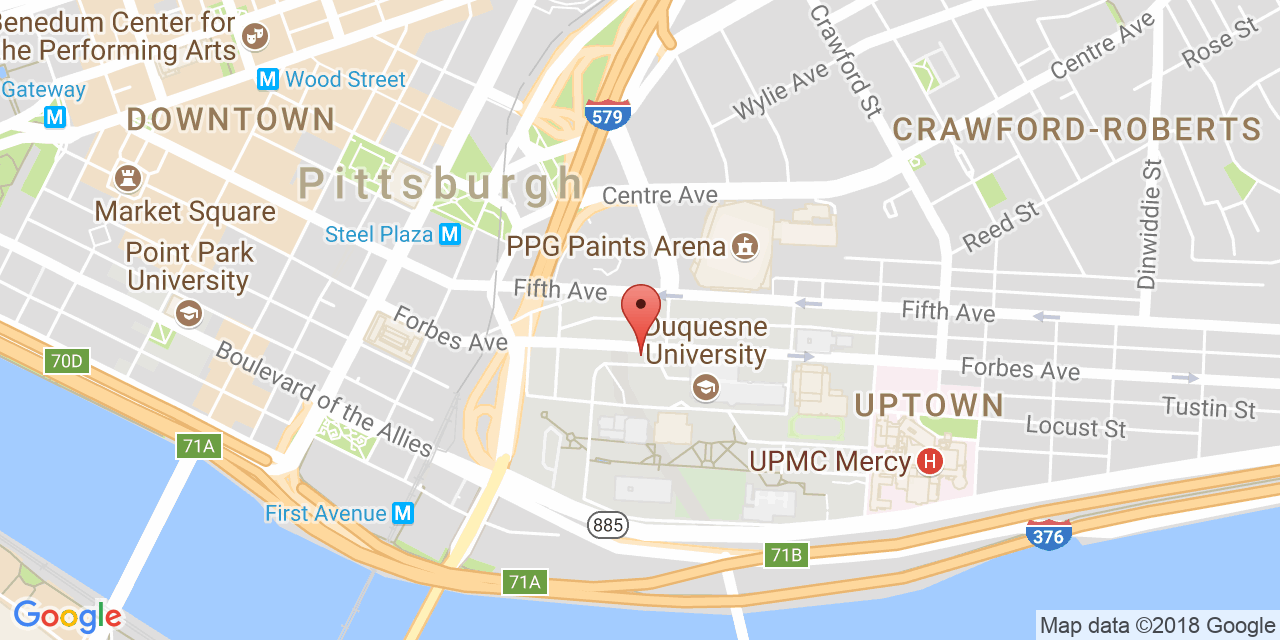 Benedum Center for
the Performing Arts
Wood Street
Gateway
DOWNTOWN
Pittsburgh
Market Square
Steel Plaza
Point Park
University
579
Crawford St
Wylie Ave
Centre Ave
Rose St
CRAWFORD-ROBERTS
Centre Ave
Reed St
Dinwiddie St
PPG Paints Arena
Fifth Ave
Fifth Ave
Forbes Ave
Duquesne
University
Forbes Ave
70D
Boulevard of the Allies
UPTOWN
Tustin St
Locust St
71A
UPMC Mercy
H
First Avenue
885
376
71B
71A
Google
Map data ©2018 Google
M
M
M
M